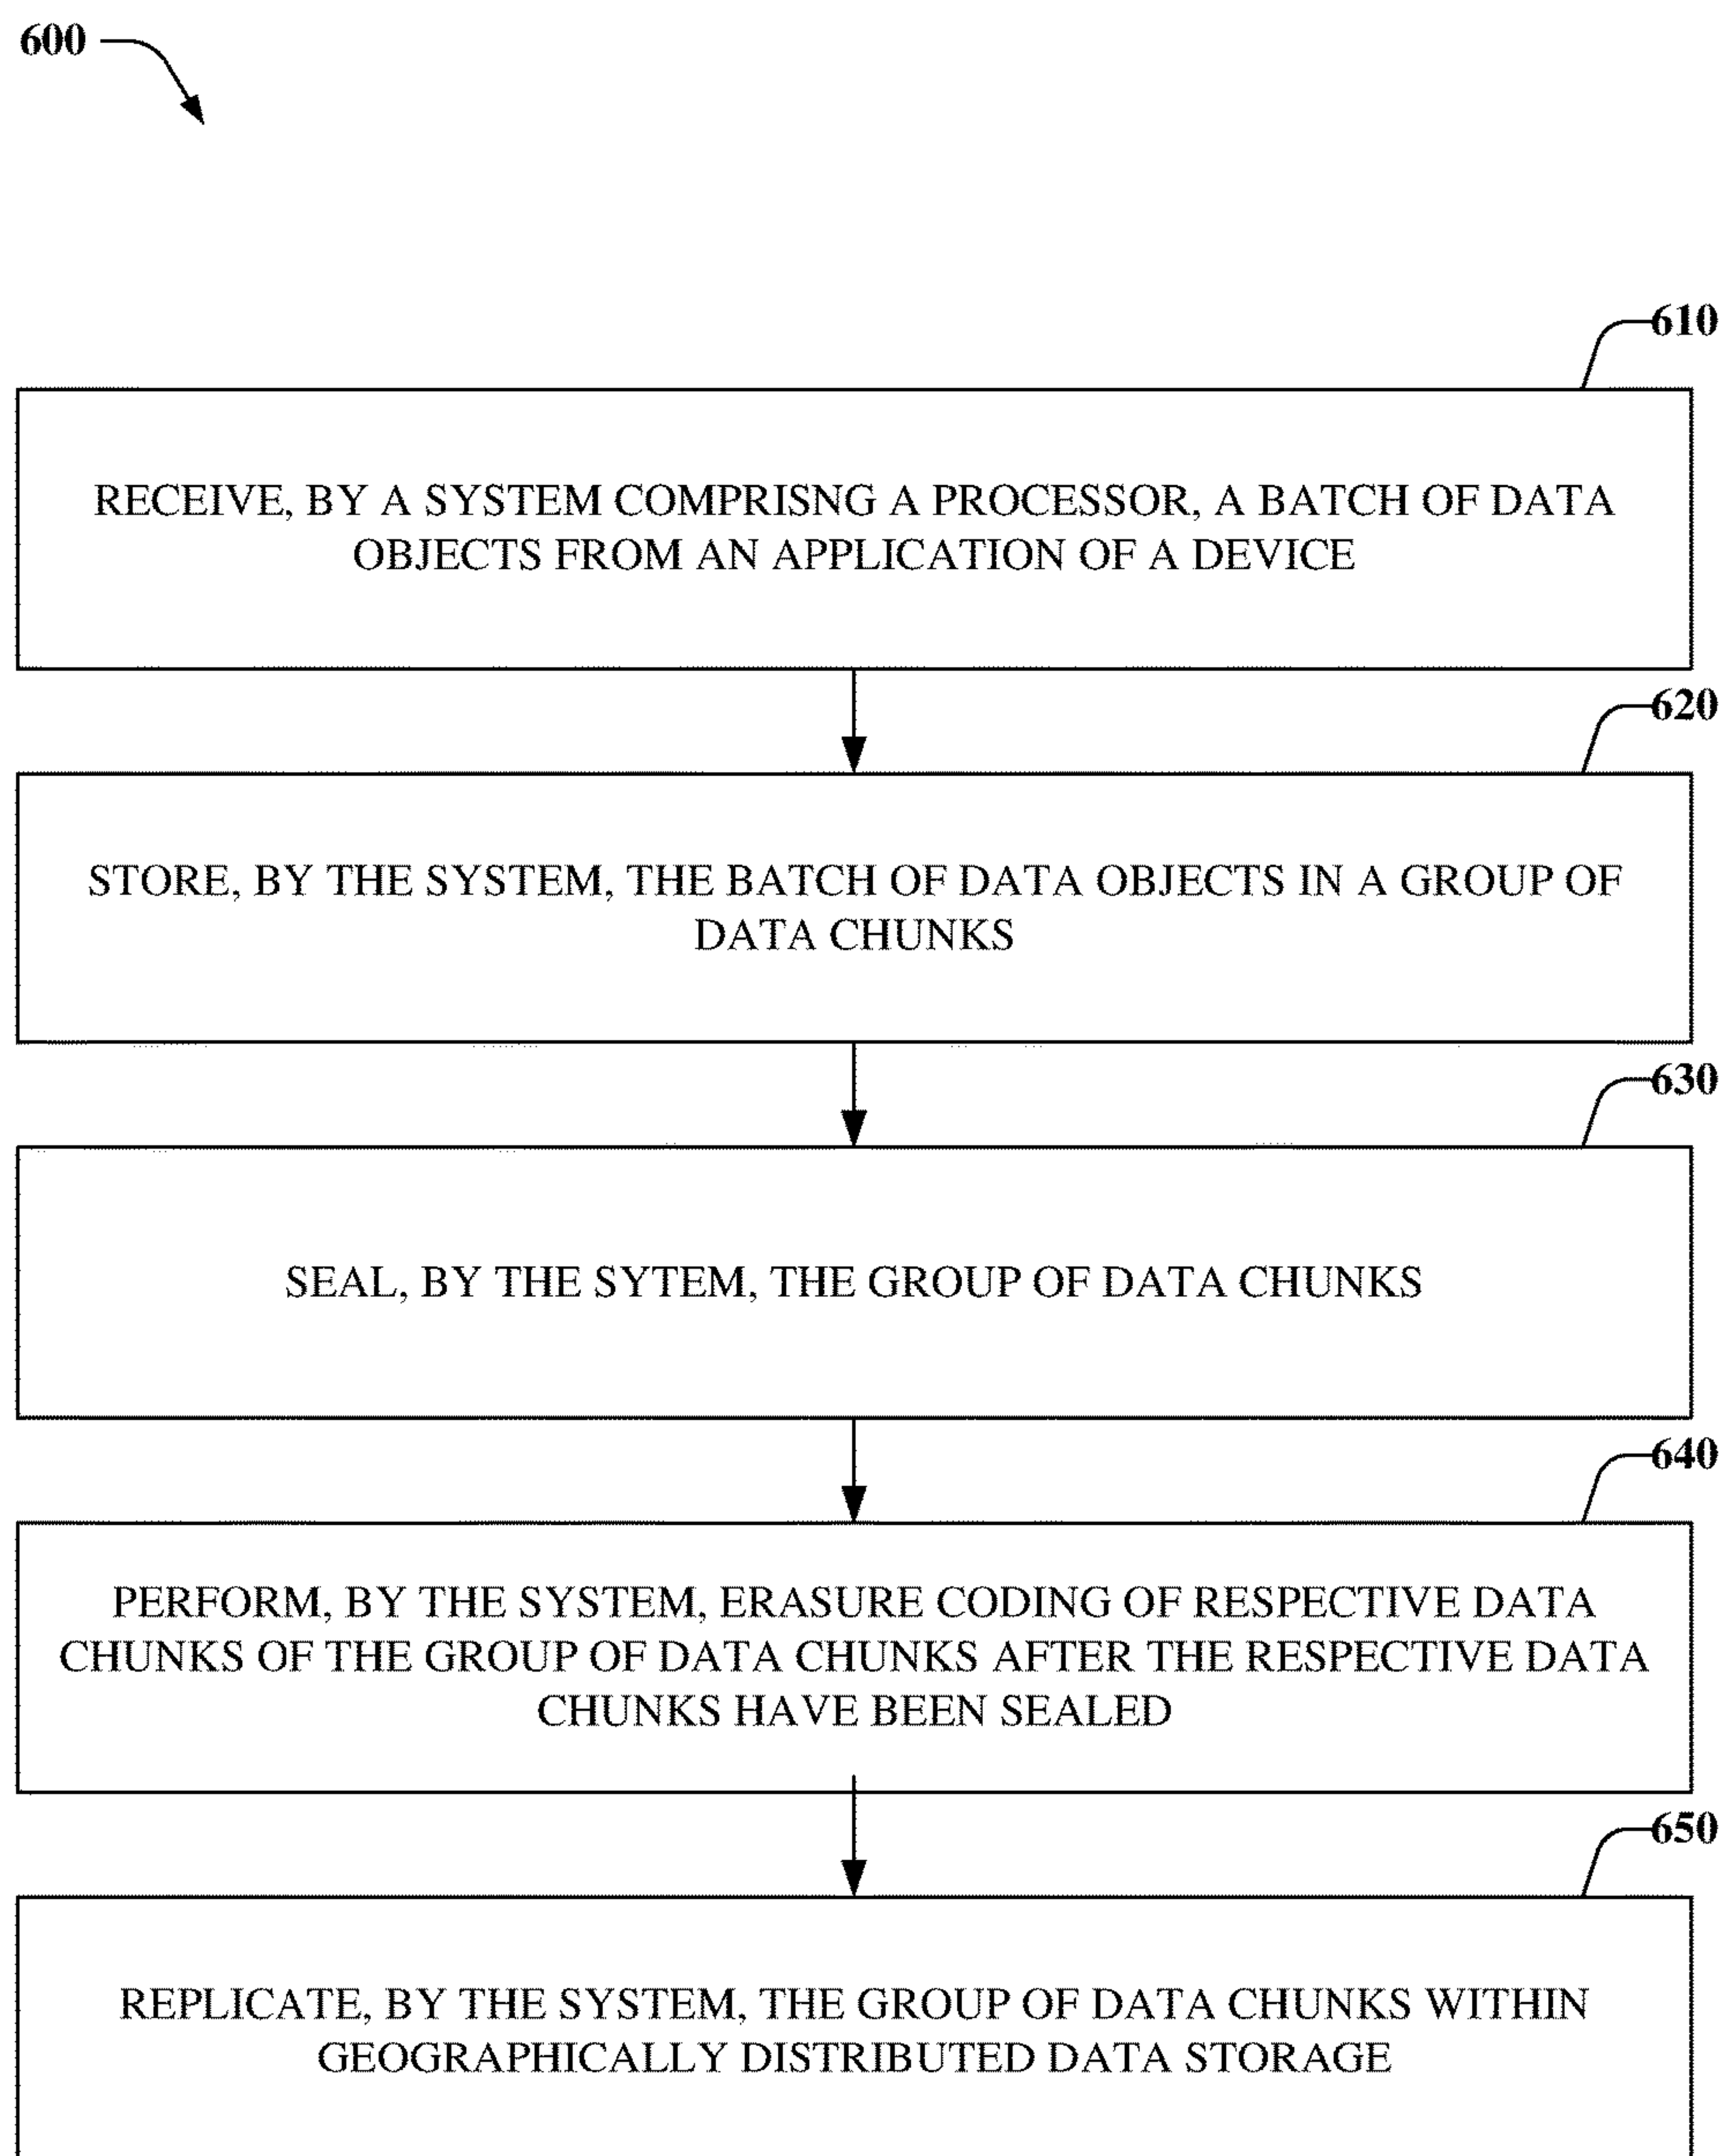 600
610
RECEIVE, BY A SYSTEM COMPRISNG A PROCESSOR, A BATCH OF DATA
OBJECTS FROM AN APPLICATION OF A DEVICE
620
STORE, BY THE SYSTEM, THE BATCH OF DATA OBJECTS IN A GROUP OF
DATA CHUNKS
630
SEAL, BY THE SYTEM, THE GROUP OF DATA CHUNKS
640
PERFORM, BY THE SYSTEM, ERASURE CODING OF RESPECTIVE DATA
CHUNKS OF THE GROUP OF DATA CHUNKS AFTER THE RESPECTIVE DATA
CHUNKS HAVE BEEN SEALED
650
REPLICATE, BY THE SYSTEM, THE GROUP OF DATA CHUNKS WITHIN
GEOGRAPHICALLY DISTRIBUTED DATA STORAGE